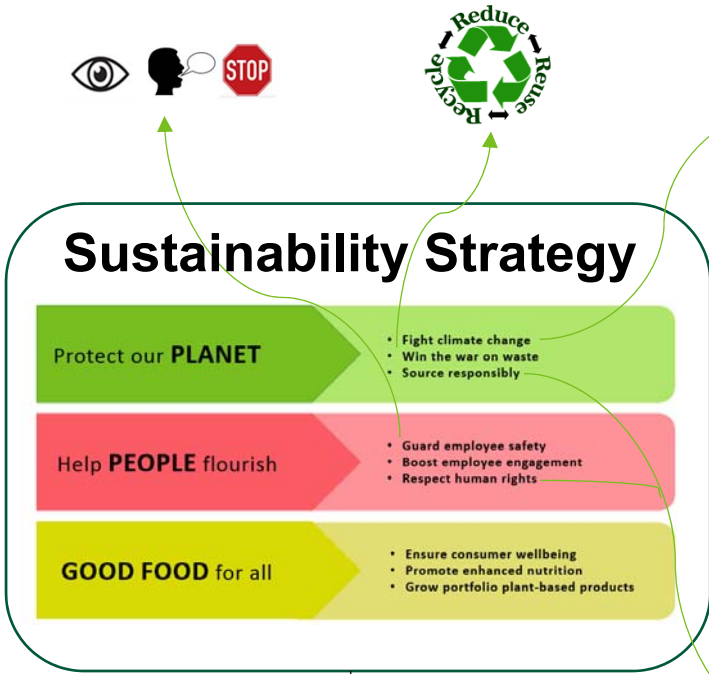 STOP
Reduce
Reuse
Recycle
Sustainability Strategy
Protect our PLANET
• Fight climate change
• Win the war on waste
• Source responsibly
Help PEOPLE flourish
• Guard employee safety
• Boost employee engagement
• Respect human rights
GOOD FOOD for all
• Ensure consumer wellbeing
• Promote enhanced nutrition
• Grow portfolio plant-based products